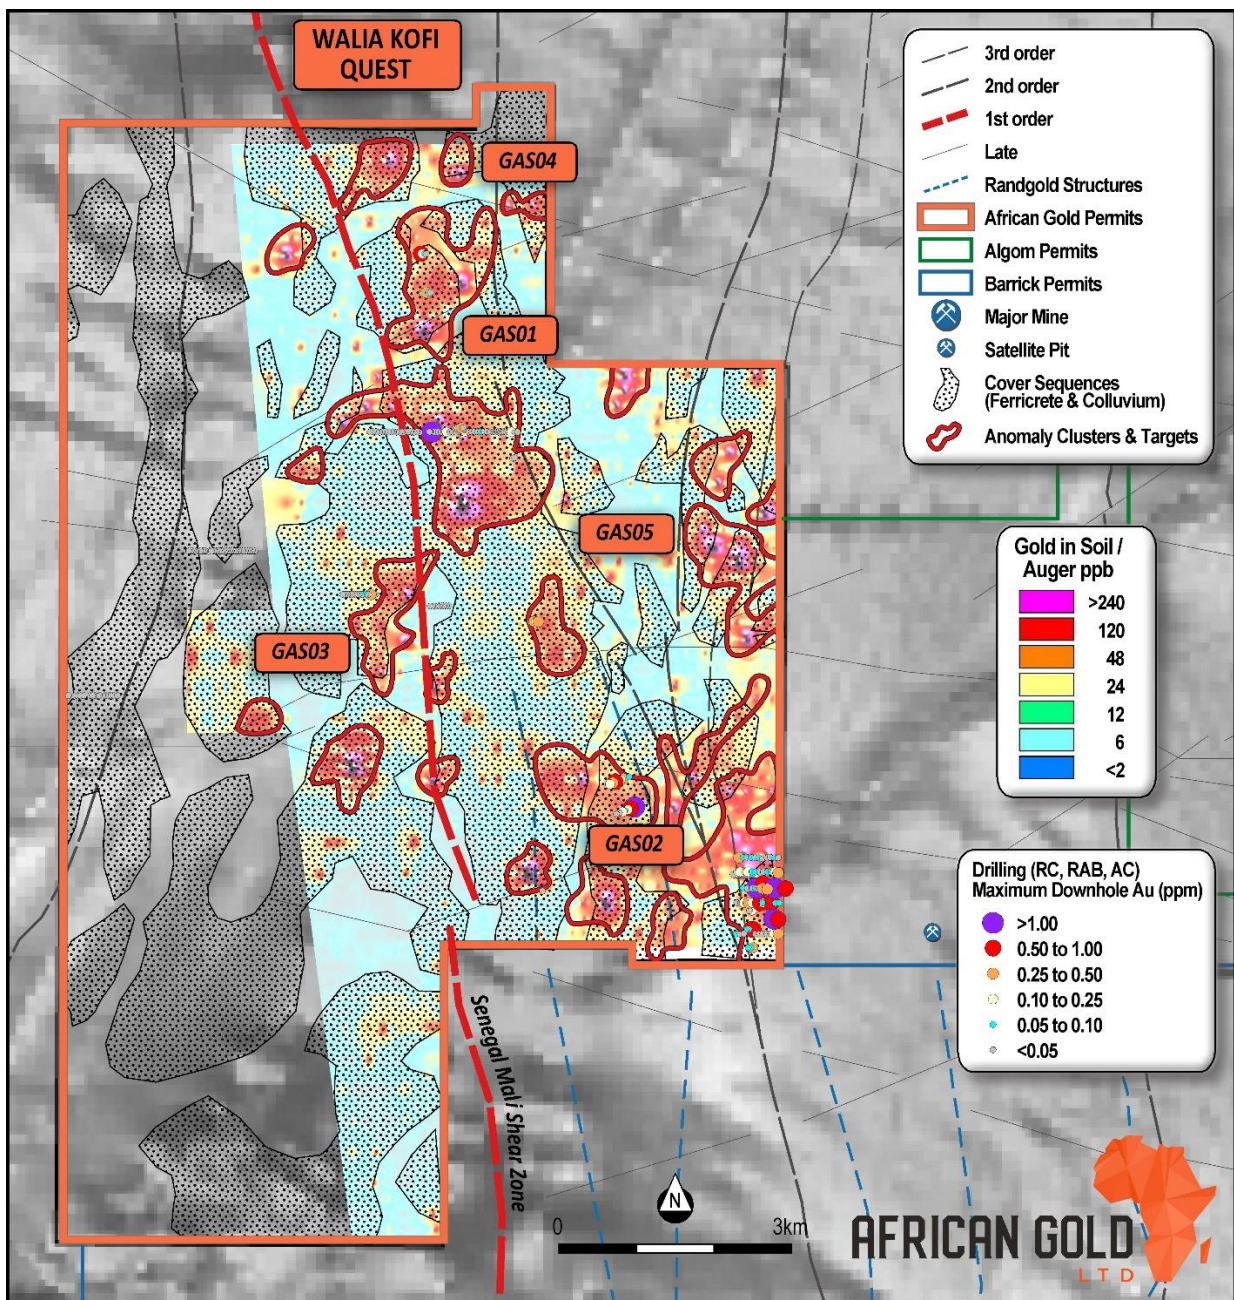 WALIA KOFI
QUEST
GAS04
GAS01
GAS05
GAS03
GAS02
Senegal Mali Shear Zone
3rd order
2nd order
1st order
Late
Randgold Structures
African Gold Permits
Algom Permits
Barrick Permits
Major Mine
Satellite Pit
Cover Sequences
(Ferricrete & Colluvium)
Anomaly Clusters & Targets
Gold in Soil /
Auger ppb
>240
120
48
24
12
6
<2
Drilling (RC, RAB, AC)
Maximum Downhole Au (ppm)
>1.00
0.50 to 1.00
0.25 to 0.50
0.10 to 0.25
0.05 to 0.10
<0.05
N
0 3km
AFRICAN GOLD
LTD